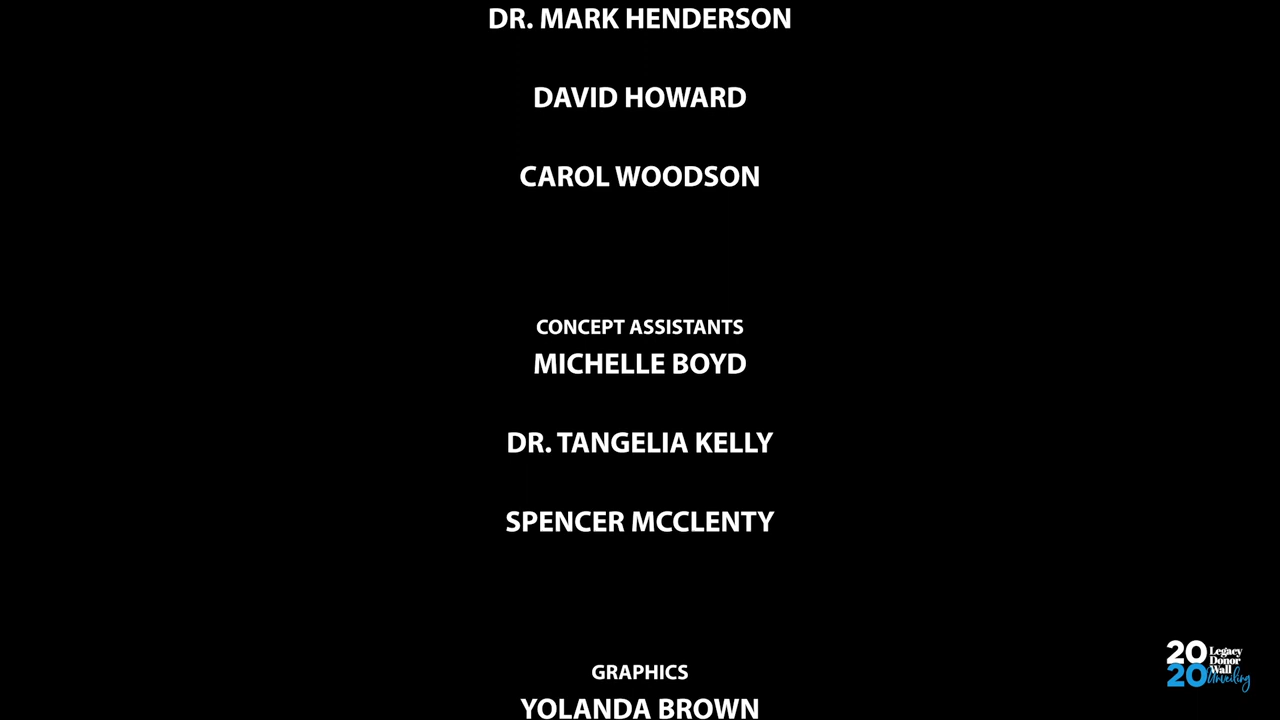 DR. MARK HENDERSON
DAVID HOWARD
CAROL WOODSON
CONCEPT ASSISTANTS
MICHELLE BOYD
DR. TANGELIA KELLY
SPENCER MCCLENTY
GRAPHICS
YOLANDA BROWN
20
20
Legacy
Donor
Wall
Unveiling